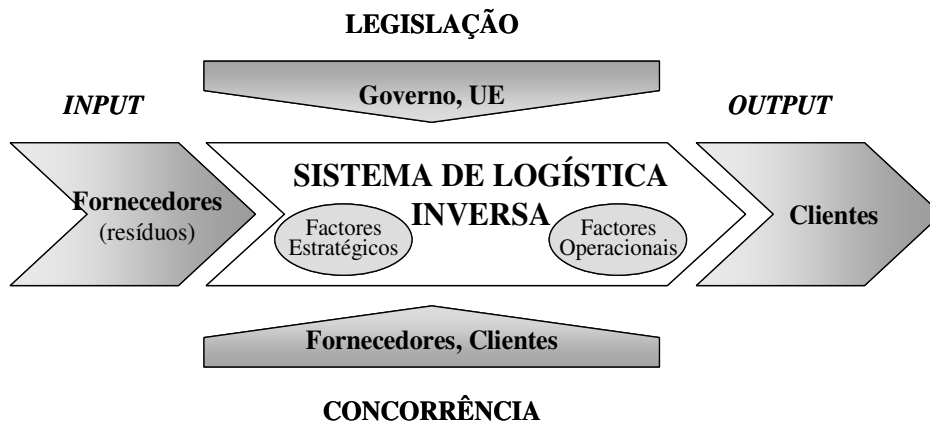 LEGISLAÇÃO
Governo, UE
INPUT
OUTPUT
Fornecedores
(resíduos)
SISTEMA DE LOGÍSTICA
INVERSA
Factores
Estratégicos
Factores
Operacionais
Clientes
Fornecedores, Clientes
CONCORRÊNCIA